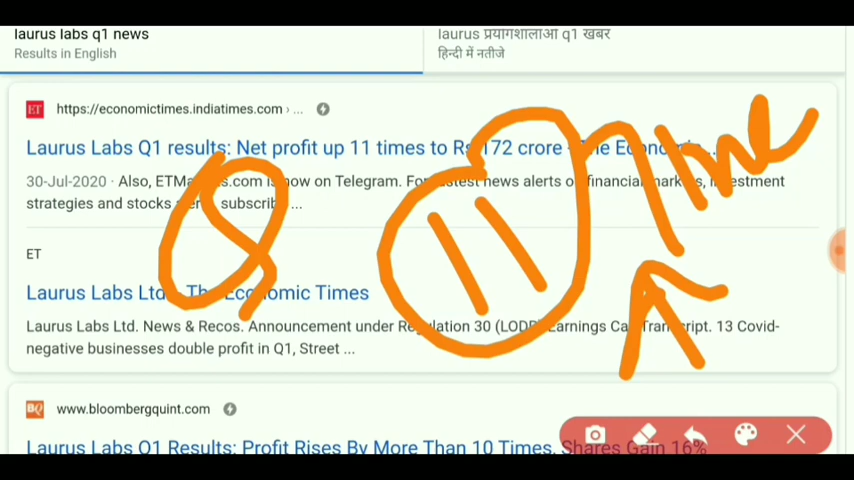 laurus labs q1 news
Results in English
laurus प्रयोगशालाओं q1 खबर
हिन्दी में नतीजे
ET https://economictimes.indiatimes.com › ...
Laurus Labs Q1 results: Net profit up 11 times to Rs 172 crore - The Economic ...
30-Jul-2020 · Also, ETMarkets.com is now on Telegram. For fastest news alerts on financial markets, investment
strategies and stocks alerts, subscribe ...
ET
Laurus Labs Ltd. - The Economic Times
Laurus Labs Ltd. News & Recos. Announcement under Regulation 30 (LODR)-Earnings Call Transcript. 13 Covid-
negative businesses double profit in Q1, Street ...
BQ www.bloombergquint.com
Laurus Labs Q1 Results: Profit Rises By More Than 10 Times, Shares Gain 16%
11